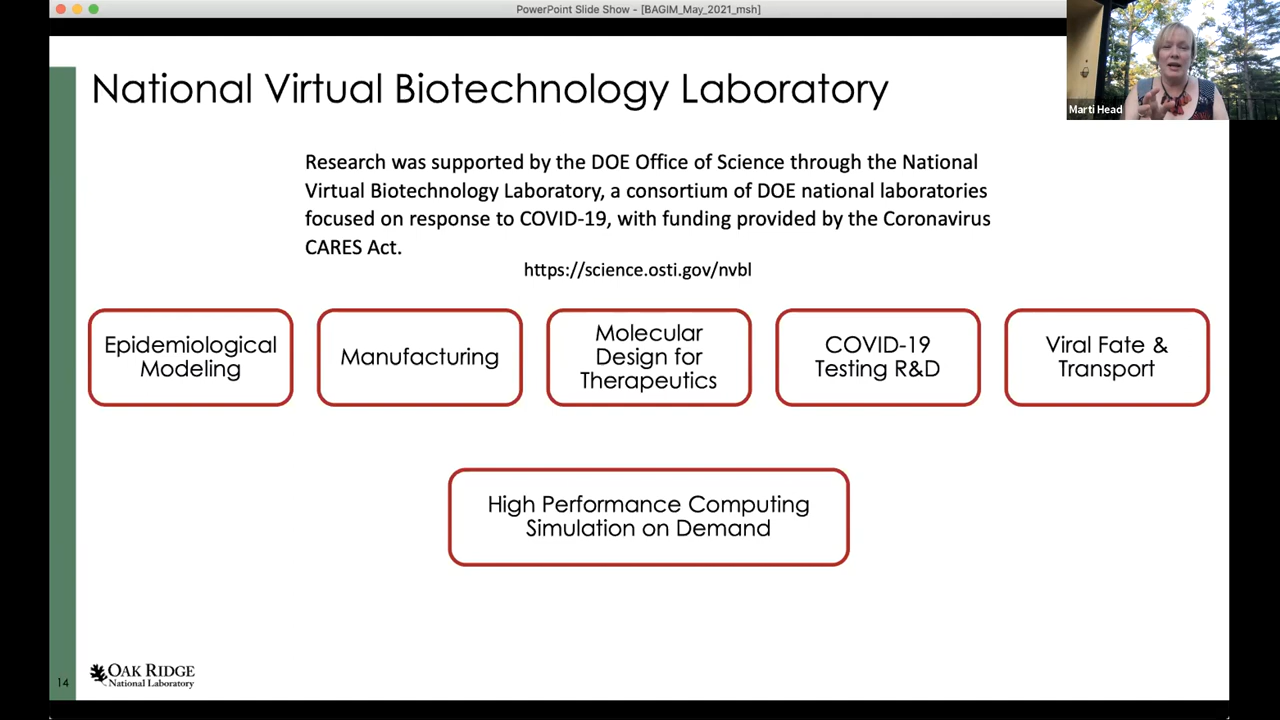 PowerPoint Slide Show - [BAGIM_May_2021_msh]
Marti Head
National Virtual Biotechnology Laboratory
Research was supported by the DOE Office of Science through the National
Virtual Biotechnology Laboratory, a consortium of DOE national laboratories
focused on response to COVID-19, with funding provided by the Coronavirus
CARES Act.
https://science.osti.gov/nvbl
Epidemiological
Modeling
Manufacturing
Molecular
Design for
Therapeutics
COVID-19
Testing R&D
Viral Fate &
Transport
High Performance Computing
Simulation on Demand
14
OAK RIDGE
National Laboratory